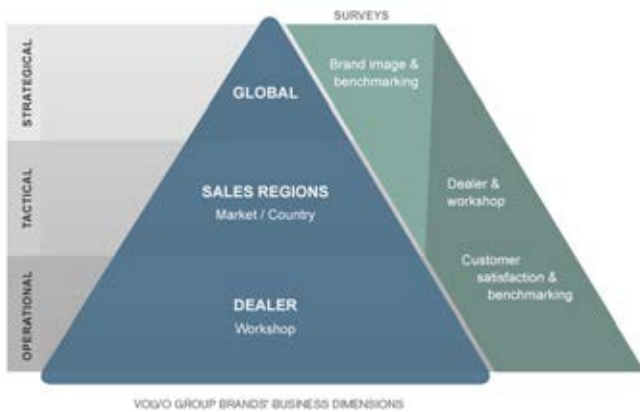 SURVEYS
STRATEGICAL
GLOBAL
Brand image &
benchmarking
TACTICAL
SALES REGIONS
Market / Country
Dealer &
workshop
OPERATIONAL
DEALER
Workshop
Customer
satisfaction &
benchmarking
VOLVO GROUP BRANDS' BUSINESS DIMENSIONS